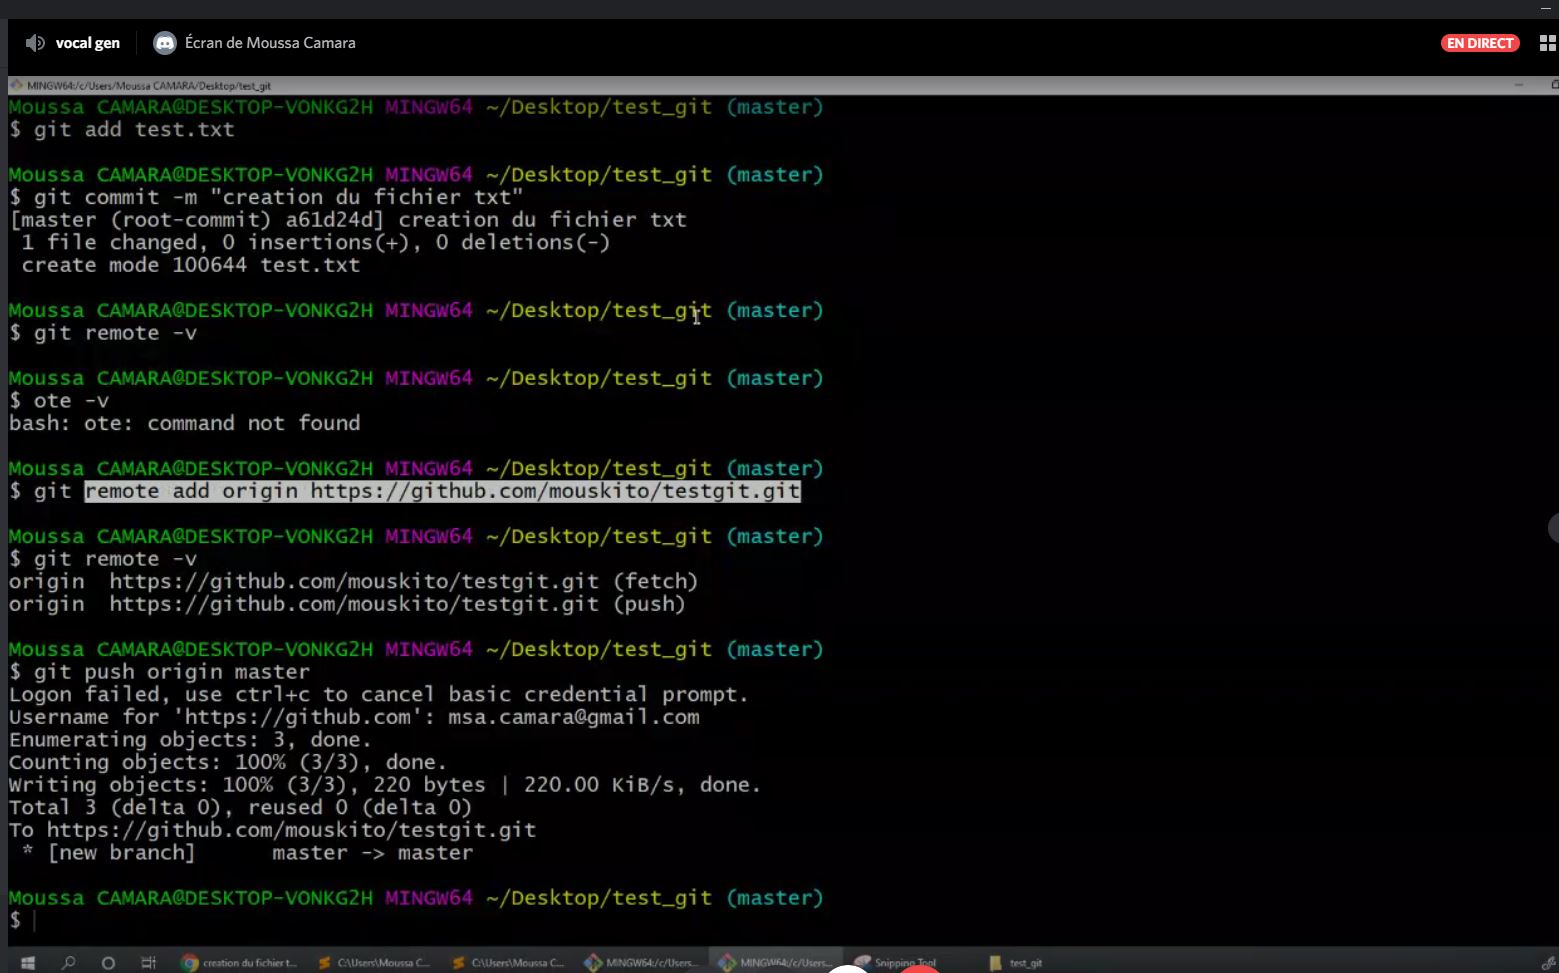 vocal gen
Écran de Moussa Camara
EN DIRECT
MINGW64:/c/Users/Moussa CAMARA/Desktop/test_git
Moussa CAMARA@DESKTOP-VONKG2H MINGW64 ~/Desktop/test_git (master)
$ git add test.txt
Moussa CAMARA@DESKTOP-VONKG2H MINGW64 ~/Desktop/test_git (master)
$ git commit -m "creation du fichier txt"
[master (root-commit) a61d24d] creation du fichier txt
1 file changed, 0 insertions(+), 0 deletions(-)
create mode 100644 test.txt
Moussa CAMARA@DESKTOP-VONKG2H MINGW64 ~/Desktop/test_git (master)
$ git remote -v
Moussa CAMARA@DESKTOP-VONKG2H MINGW64 ~/Desktop/test_git (master)
$ ote -v
bash: ote: command not found
Moussa CAMARA@DESKTOP-VONKG2H MINGW64 ~/Desktop/test_git (master)
$ git remote add origin https://github.com/mouskito/testgit.git
Moussa CAMARA@DESKTOP-VONKG2H MINGW64 ~/Desktop/test_git (master)
$ git remote -v
origin https://github.com/mouskito/testgit.git (fetch)
origin https://github.com/mouskito/testgit.git (push)
Moussa CAMARA@DESKTOP-VONKG2H MINGW64 ~/Desktop/test_git (master)
$ git push origin master
Logon failed, use ctrl+c to cancel basic credential prompt.
Username for 'https://github.com': msa.camara@gmail.com
Enumerating objects: 3, done.
Counting objects: 100% (3/3), done.
Writing objects: 100% (3/3), 220 bytes | 220.00 KiB/s, done.
Total 3 (delta 0), reused 0 (delta 0)
To https://github.com/mouskito/testgit.git
* [new branch] master -> master
Moussa CAMARA@DESKTOP-VONKG2H MINGW64 ~/Desktop/test_git (master)
$
creation du fichier t...
C:\Users\Moussa C...
C:\Users\Moussa C...
MINGW64:/c/Users...
MINGW64:/c/Users...
Snipping Tool
test_git